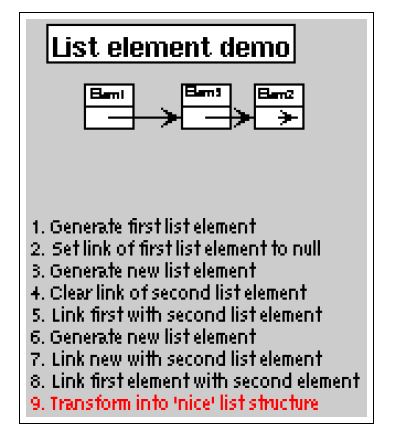 List element demo
Elem1 Elem3 Elem2
1. Generate first list element
2. Set link of first list element to null
3. Generate new list element
4. Clear link of second list element
5. Link first with second list element
6. Generate new list element
7. Link new with second list element
8. Link first element with second element
9. Transform into 'nice' list structure